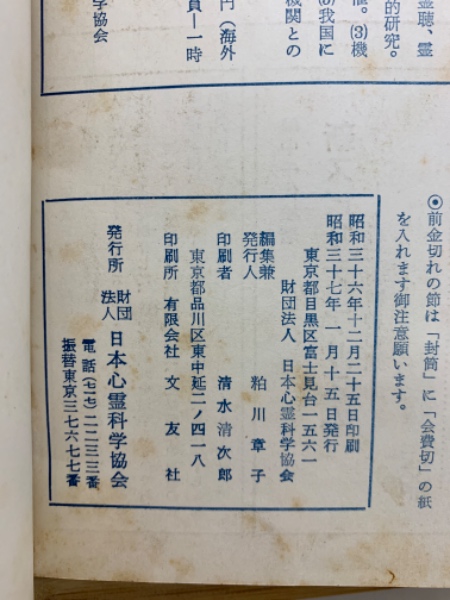 霊聴、霊
的研究。
。(3)機
(5)我国に
機関との
円(海外
員―一時
学協会
◉前金切れの節は「封筒」に「会費切」の紙
を入れます御注意願います。
昭和三十六年十二月二十五日印刷
昭和三十七年 一月 十五日発行
東京都目黒区富士見台一五六一
財団法人 日本心霊科学協会
編集兼
発行人 粕川章子
印刷者 清水清次郎
東京都品川区東中延二ノ四一八
印刷所 有限会社 文友社
発行所 財団法人 日本心霊科学協会
電話(七一七)二一二三三番
振替東京三七六七七番